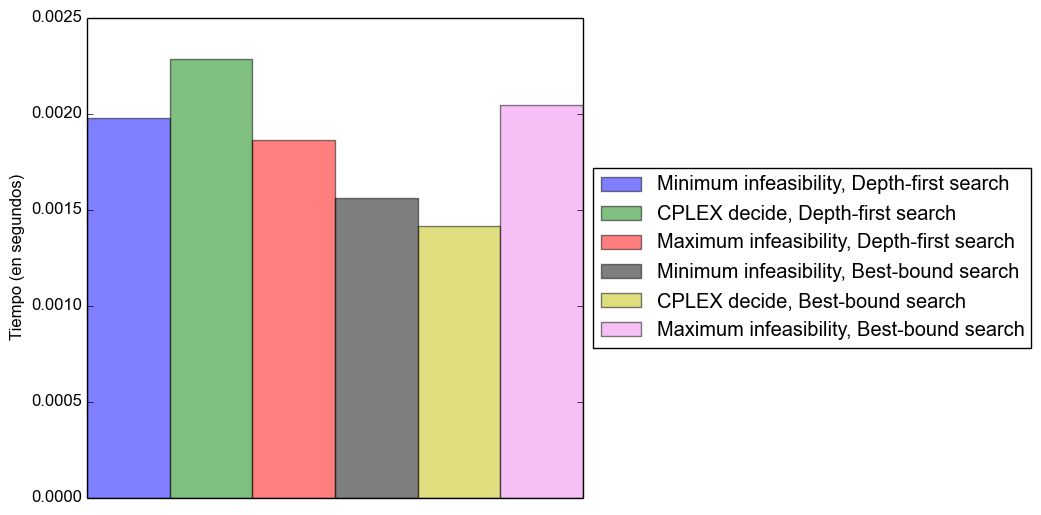 0.0025
0.0020
0.0015
0.0010
0.0005
0.0000
Tiempo (en segundos)
Minimum infeasibility, Depth-first search
CPLEX decide, Depth-first search
Maximum infeasibility, Depth-first search
Minimum infeasibility, Best-bound search
CPLEX decide, Best-bound search
Maximum infeasibility, Best-bound search